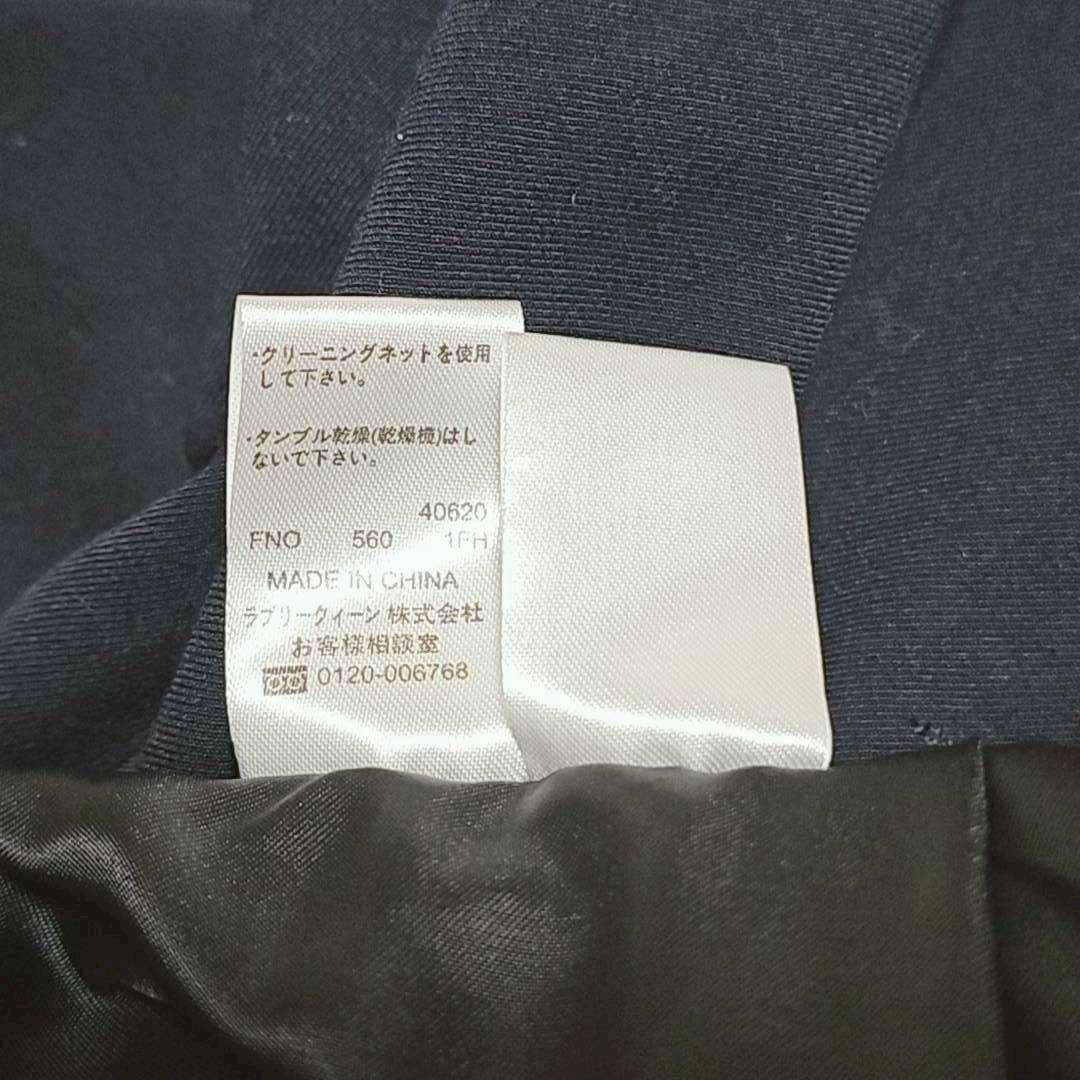 ・クリーニングネットを使用
して下さい。
・タンブル乾燥(乾燥機)はし
ないで下さい。
40620
FNO 560 1FH
MADE IN CHINA
ラブリークィーン株式会社
お客様相談室
0120-006768